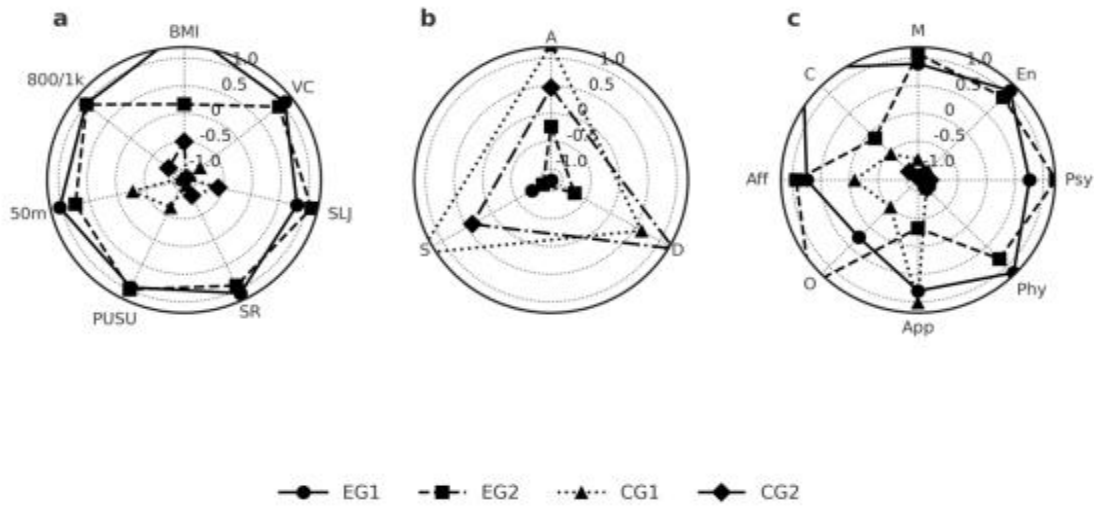 a b c
BMI A M
1.0 1.0 1.0
800/1k VC C En
0.5 0.5 0.5
0 0 0
-0.5 -0.5 -0.5
-1.0 -1.0 -1.0
Aff Psy
50m SLJ S D
PUSU SR O Phy
App
EG1 EG2 CG1 CG2